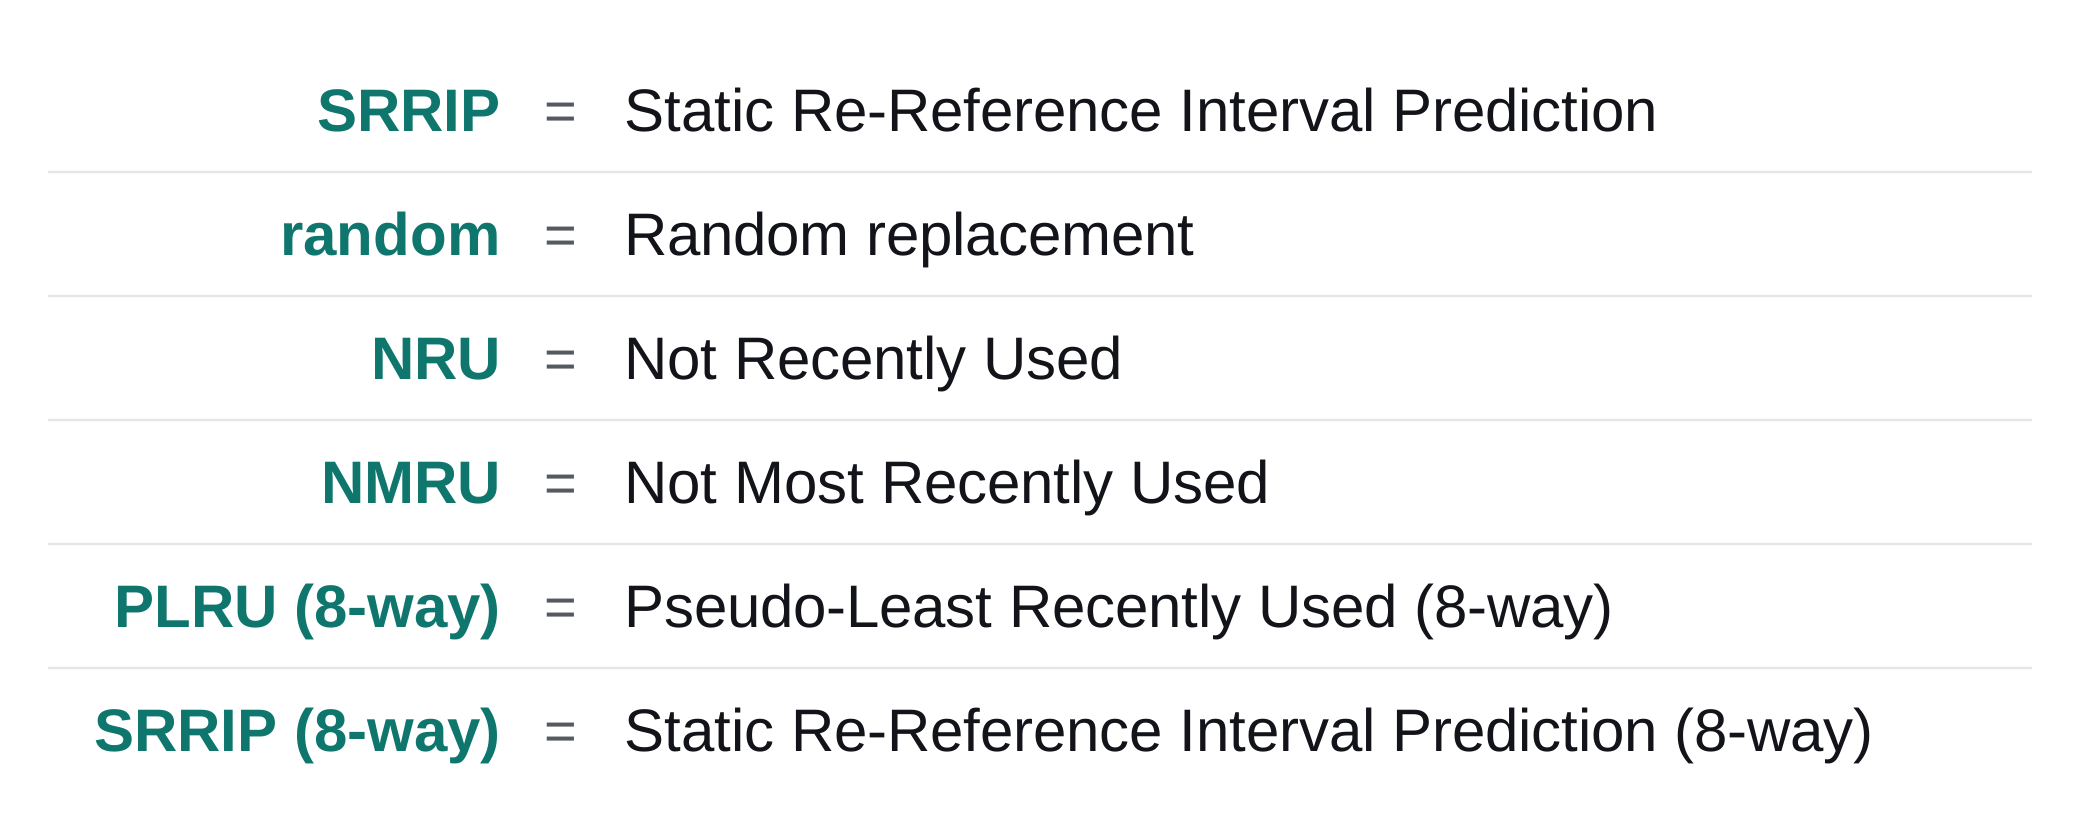 SRRIP = Static Re-Reference Interval Prediction
random = Random replacement
NRU = Not Recently Used
NMRU = Not Most Recently Used
PLRU (8-way) = Pseudo-Least Recently Used (8-way)
SRRIP (8-way) = Static Re-Reference Interval Prediction (8-way)